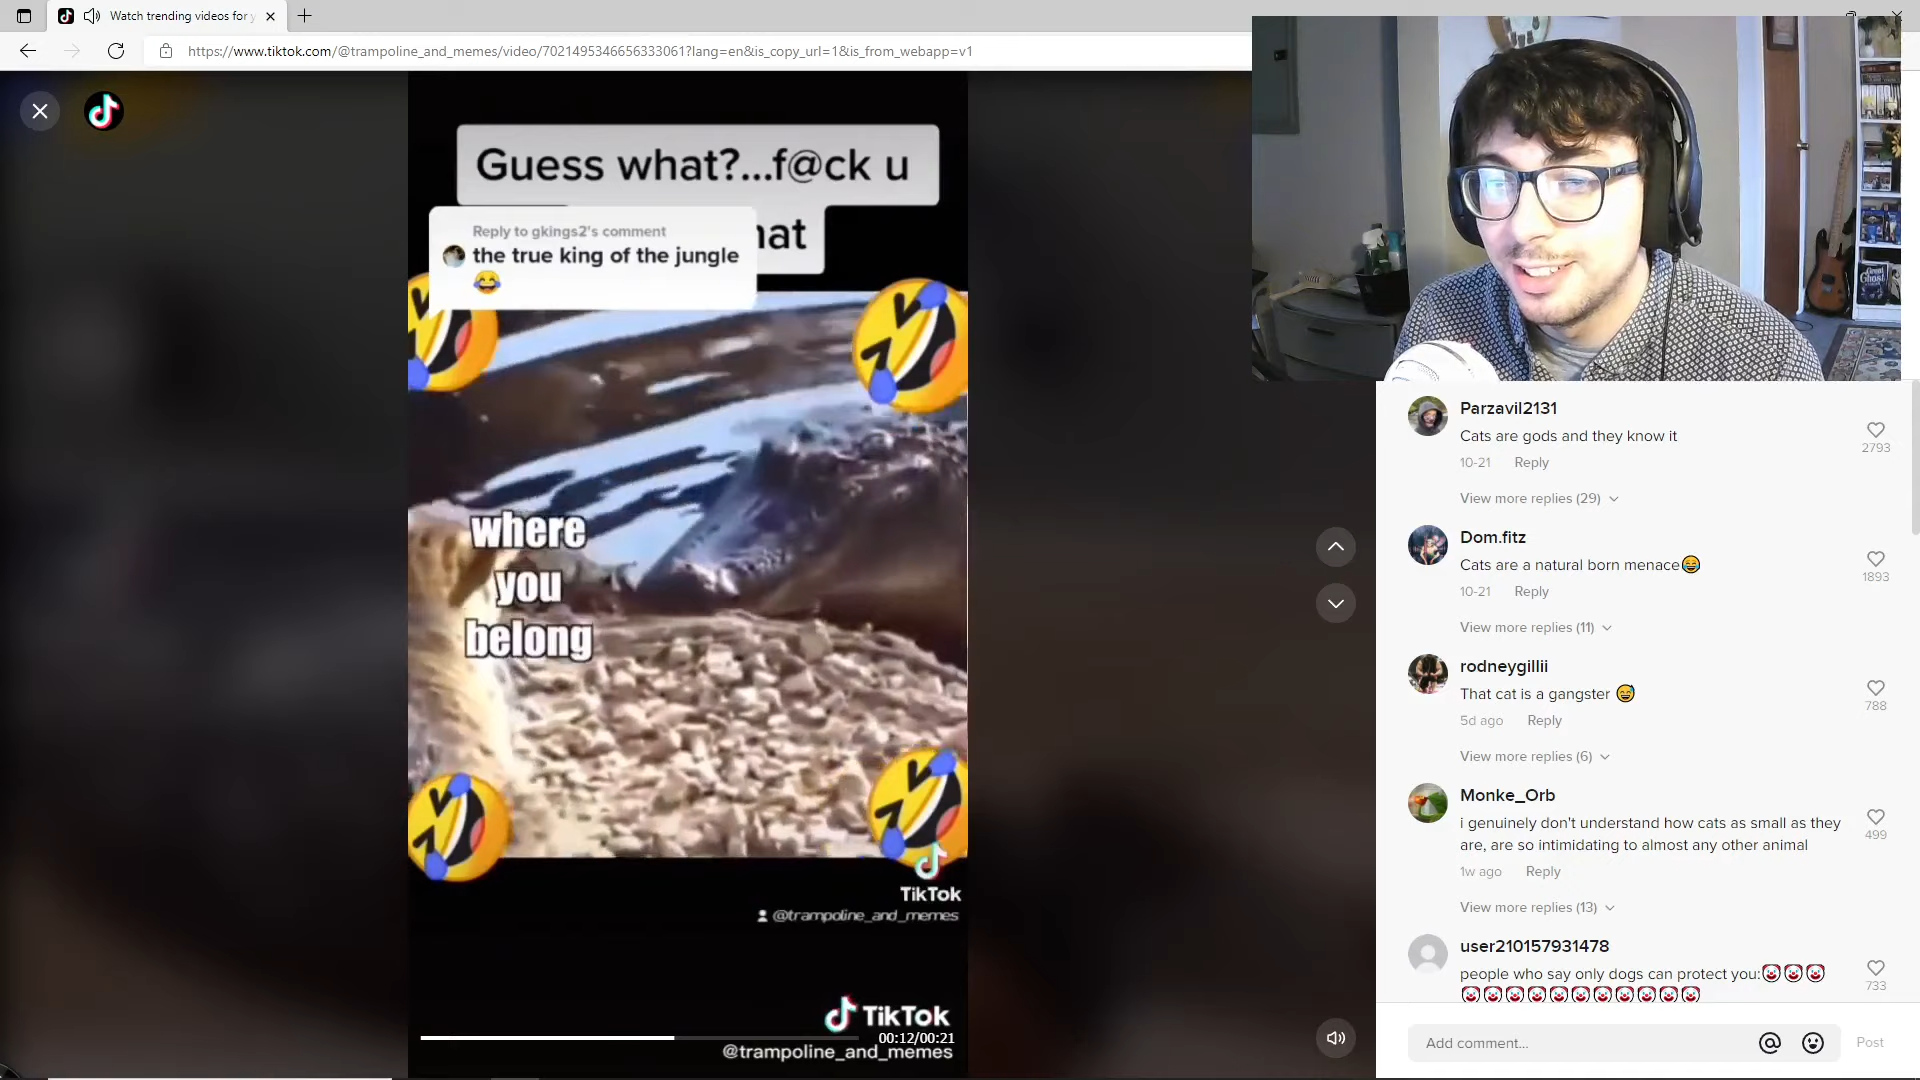 Watch trending videos for y
https://www.tiktok.com/@trampoline_and_memes/video/7021495346656333061?lang=en&is_copy_url=1&is_from_webapp=v1
Guess what?...f@ck u
hat
Reply to gkings2's comment
the true king of the jungle
😂
where
you
belong
TikTok
@trampoline_and_memes
TikTok
00:12/00:21
@trampoline_and_memes
Parzavil2131
Cats are gods and they know it
2793
10-21 Reply
View more replies (29)
Dom.fitz
Cats are a natural born menace😂
1893
10-21 Reply
View more replies (11)
rodneygillii
That cat is a gangster 😅
788
5d ago Reply
View more replies (6)
Monke_Orb
i genuinely don't understand how cats as small as they
are, are so intimidating to almost any other animal
499
1w ago Reply
View more replies (13)
user210157931478
people who say only dogs can protect you:🤡🤡🤡
🤡🤡🤡🤡🤡🤡🤡🤡🤡🤡🤡
733
Add comment...
Post